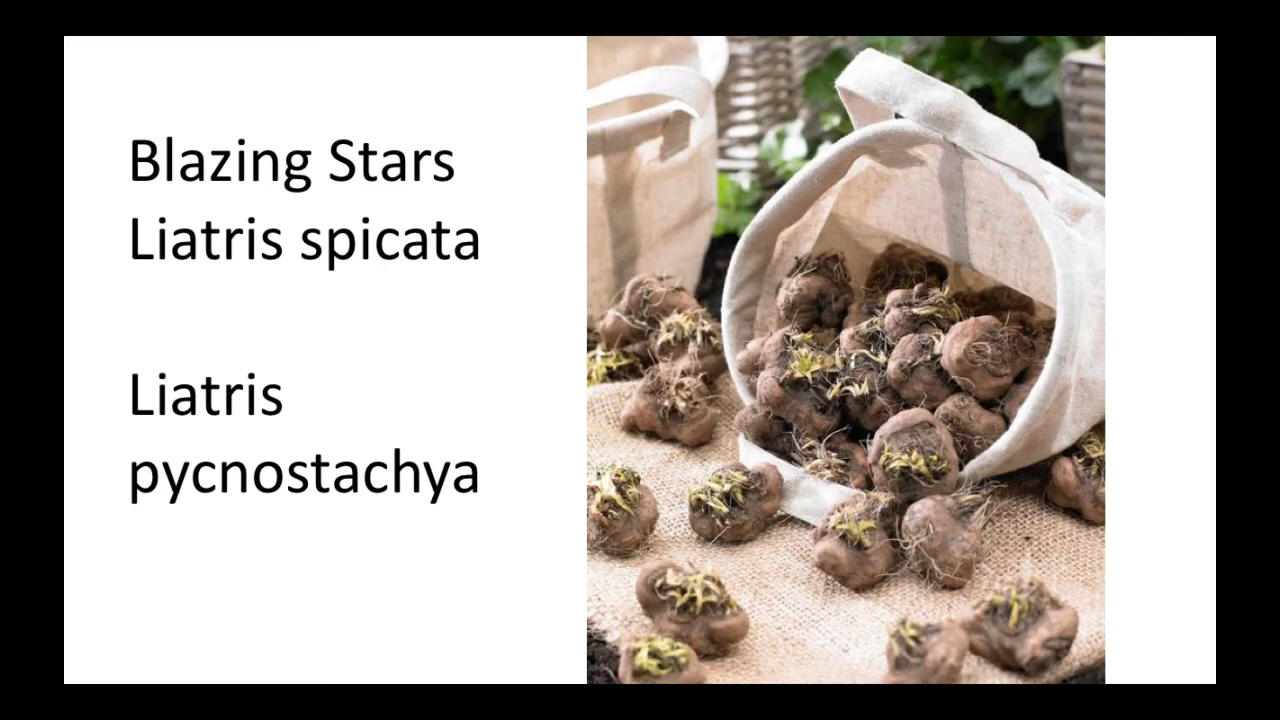 Blazing Stars
Liatris spicata
Liatris
pycnostachya